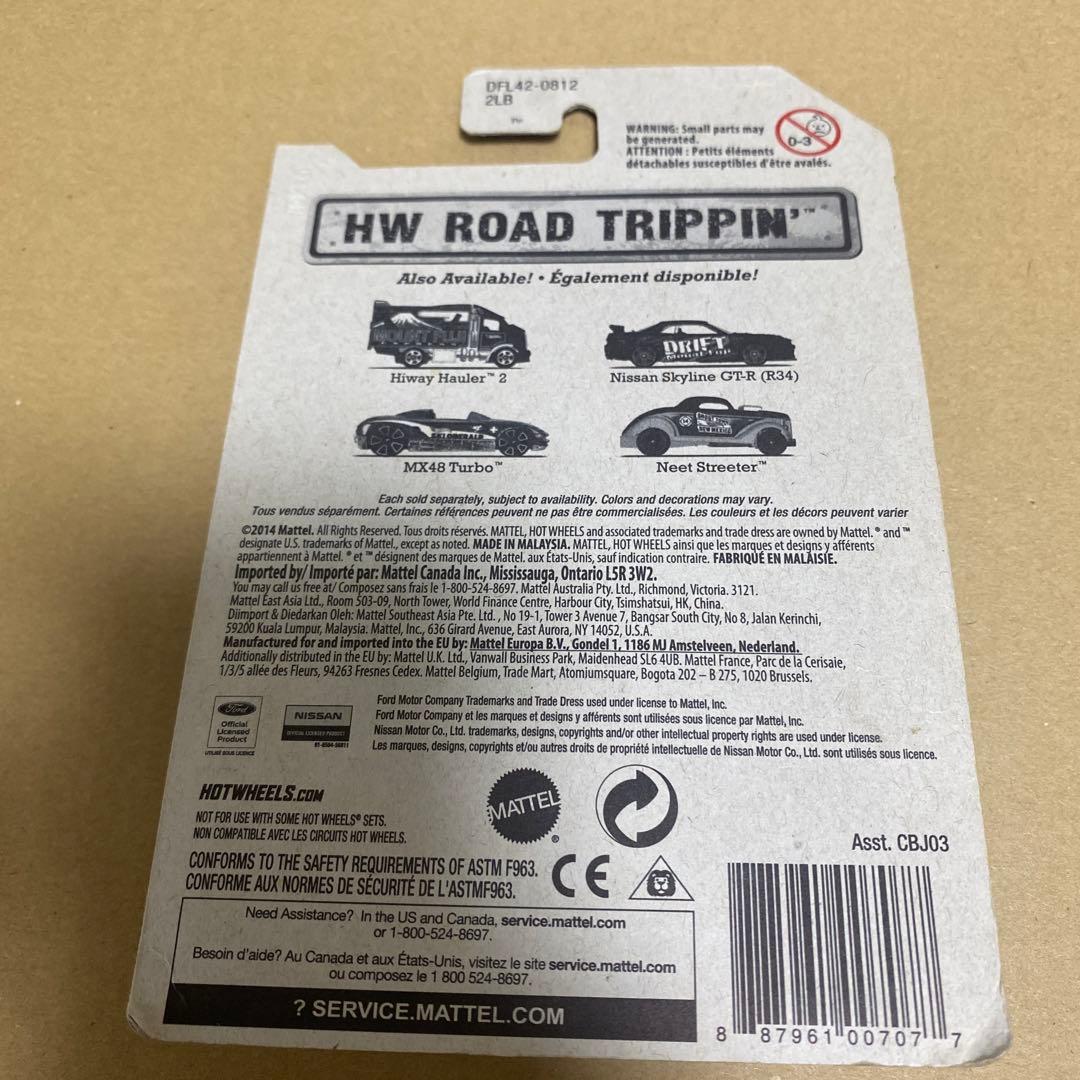 DFL42-0812
2LB
WARNING: Small parts may
be generated.
ATTENTION : Petits éléments
détachables susceptibles d'être avalés.
0-3
HW ROAD TRIPPIN'™
Also Available! • Également disponible!
MOUNT FUJI
Hiway Hauler™ 2
DRIFT
Nissan Skyline GT-R (R34)
MX48 Turbo™
NEW MEXICO
Neet Streeter™
Each sold separately, subject to availability. Colors and decorations may vary.
Tous vendus séparément. Certaines références peuvent ne pas être commercialisées. Les couleurs et les décors peuvent varier
©2014 Mattel. All Rights Reserved. Tous droits réservés. MATTEL, HOT WHEELS and associated trademarks and trade dress are owned by Mattel. ® and ™
designate U.S. trademarks of Mattel, except as noted. MADE IN MALAYSIA. MATTEL, HOT WHEELS ainsi que les marques et designs y afférents
appartiennent à Mattel. ® et ™ désignent des marques de Mattel. aux États-Unis, sauf indication contraire. FABRIQUÉ EN MALAISIE.
Imported by/ Importé par: Mattel Canada Inc., Mississauga, Ontario L5R 3W2.
You may call us free at/ Composez sans frais le 1-800-524-8697. Mattel Australia Pty. Ltd., Richmond, Victoria. 3121.
Mattel East Asia Ltd., Room 503-09, North Tower, World Finance Centre, Harbour City, Tsimshatsui, HK, China.
Diimport & Diedarkan Oleh: Mattel Southeast Asia Pte. Ltd. , No 19-1, Tower 3 Avenue 7, Bangsar South City, No 8, Jalan Kerinchi,
59200 Kuala Lumpur, Malaysia. Mattel, Inc., 636 Girard Avenue, East Aurora, NY 14052, U.S.A.
Manufactured for and imported into the EU by: Mattel Europa B.V., Gondel 1, 1186 MJ Amstelveen, Nederland.
Additionally distributed in the EU by: Mattel U.K. Ltd., Vanwall Business Park, Maidenhead SL6 4UB. Mattel France, Parc de la Cerisaie,
1/3/5 allée des Fleurs, 94263 Fresnes Cedex. Mattel Belgium, Trade Mart, Atomiumsquare, Bogota 202 – B 275, 1020 Brussels.
Ford
Official
Licensed
Product
UTILISÉ SOUS LICENCE
NISSAN
OFFICIAL LICENSED PRODUCT
Ford Motor Company Trademarks and Trade Dress used under license to Mattel, Inc.
Ford Motor Company et les marques et designs y afférents sont utilisées sous licence par Mattel, Inc.
Nissan Motor Co., Ltd. trademarks, designs, copyrights and/or other intellectual property rights are used under license.
Les marques, designs, copyrights et/ou autres droits de propriété intellectuelle de Nissan Motor Co., Ltd. sont utilisés sous licence.
HOTWHEELS.COM
NOT FOR USE WITH SOME HOT WHEELS® SETS.
NON COMPATIBLE AVEC LES CIRCUITS HOT WHEELS.
MATTEL®
CONFORMS TO THE SAFETY REQUIREMENTS OF ASTM F963.
CONFORME AUX NORMES DE SÉCURITÉ DE L'ASTMF963.
CE
Asst. CBJ03
Need Assistance? In the US and Canada, service.mattel.com
or 1-800-524-8697.
Besoin d'aide? Au Canada et aux États-Unis, visitez le site service.mattel.com
ou composez le 1 800 524-8697.
? SERVICE.MATTEL.COM
8 87961 00707 7